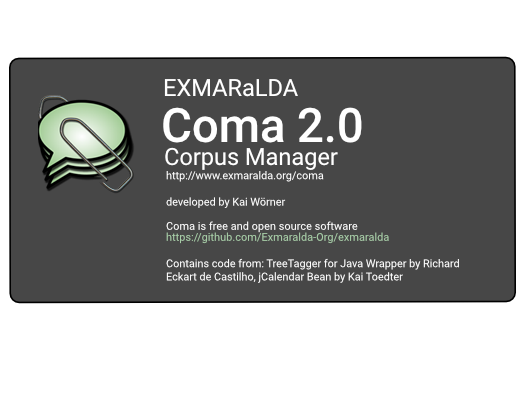 EXMARaLDA
Coma 2.0
Corpus Manager
http://www.exmaralda.org/coma
developed by Kai Wörner
Coma is free and open source software
https://github.com/Exmaralda-Org/exmaralda
Contains code from: TreeTagger for Java Wrapper by Richard
Eckart de Castilho, jCalendar Bean by Kai Toedter